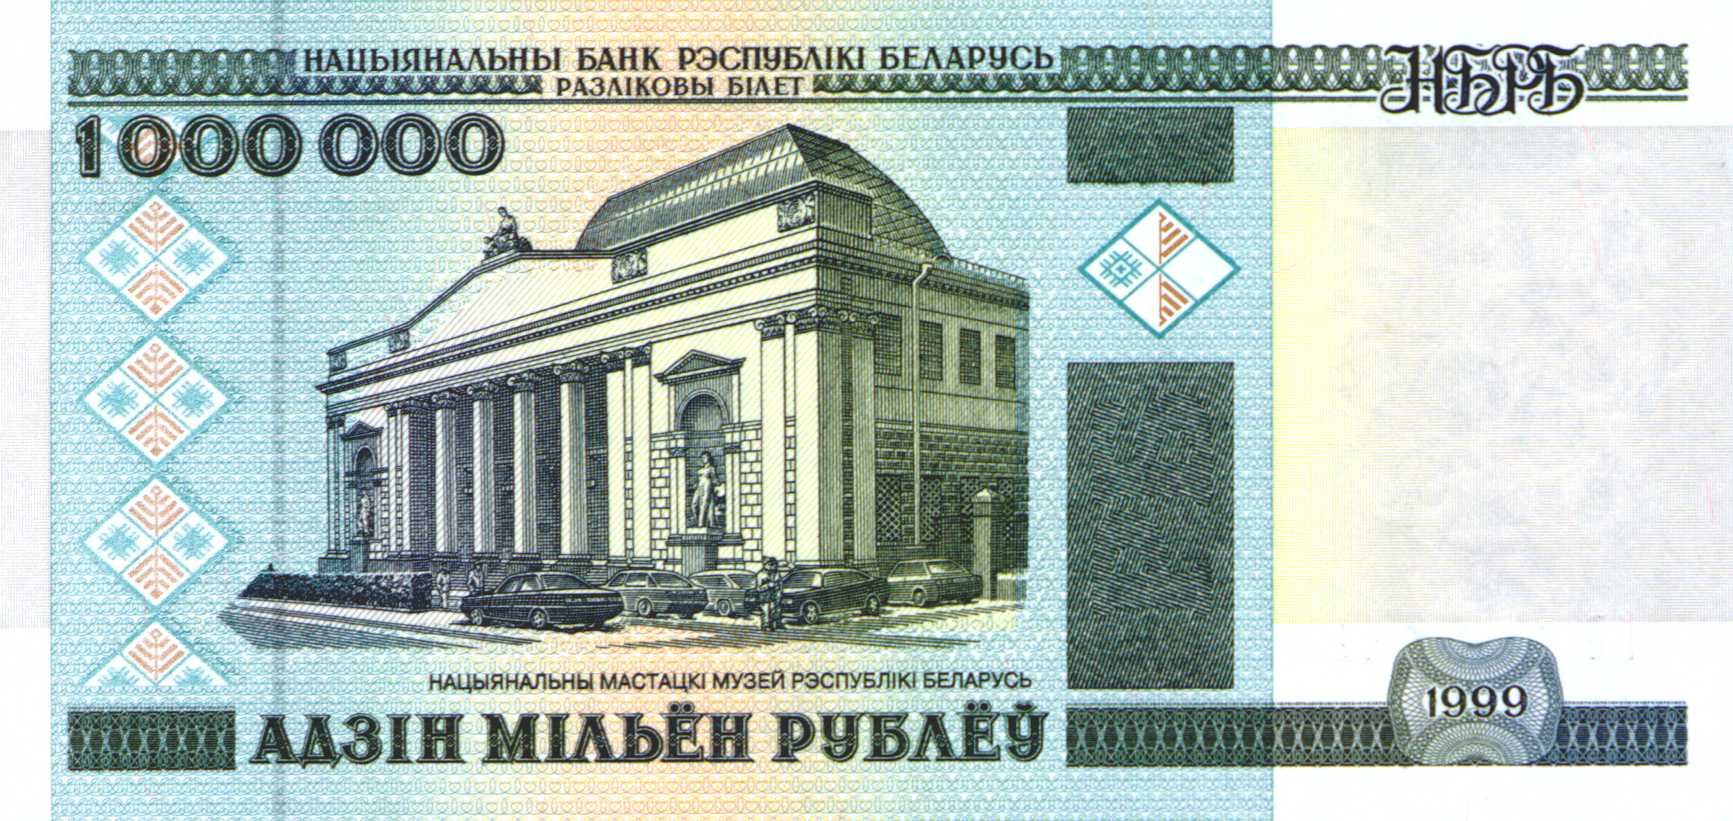 НАЦЫЯНАЛЬНЫ БАНК РЭСПУБЛІКІ БЕЛАРУСЬ
РАЗЛІКОВЫ БІЛЕТ
НБРБ
1 000 000
НАЦЫЯНАЛЬНЫ МАСТАЦКІ МУЗЕЙ РЭСПУБЛІКІ БЕЛАРУСЬ
1999
АДЗІН МІЛЬЁН РУБЛЁЎ